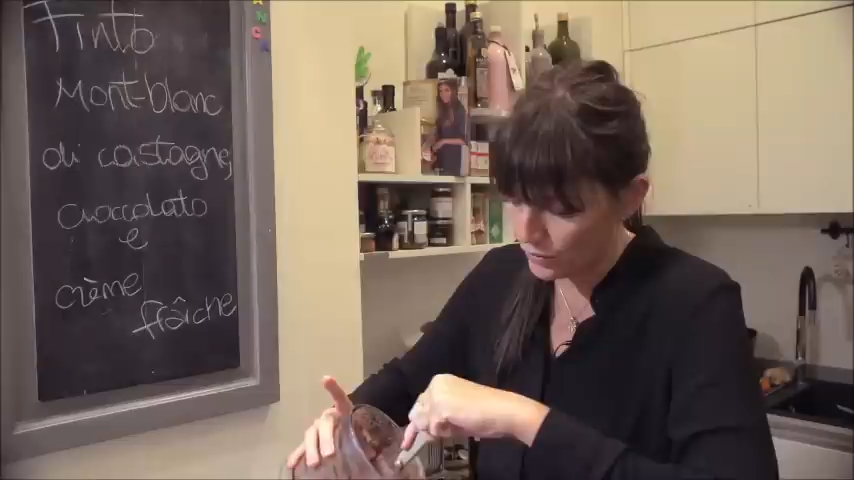 Finto
Mont-blanc
di castagne
cioccolato
e
crème
fraîche